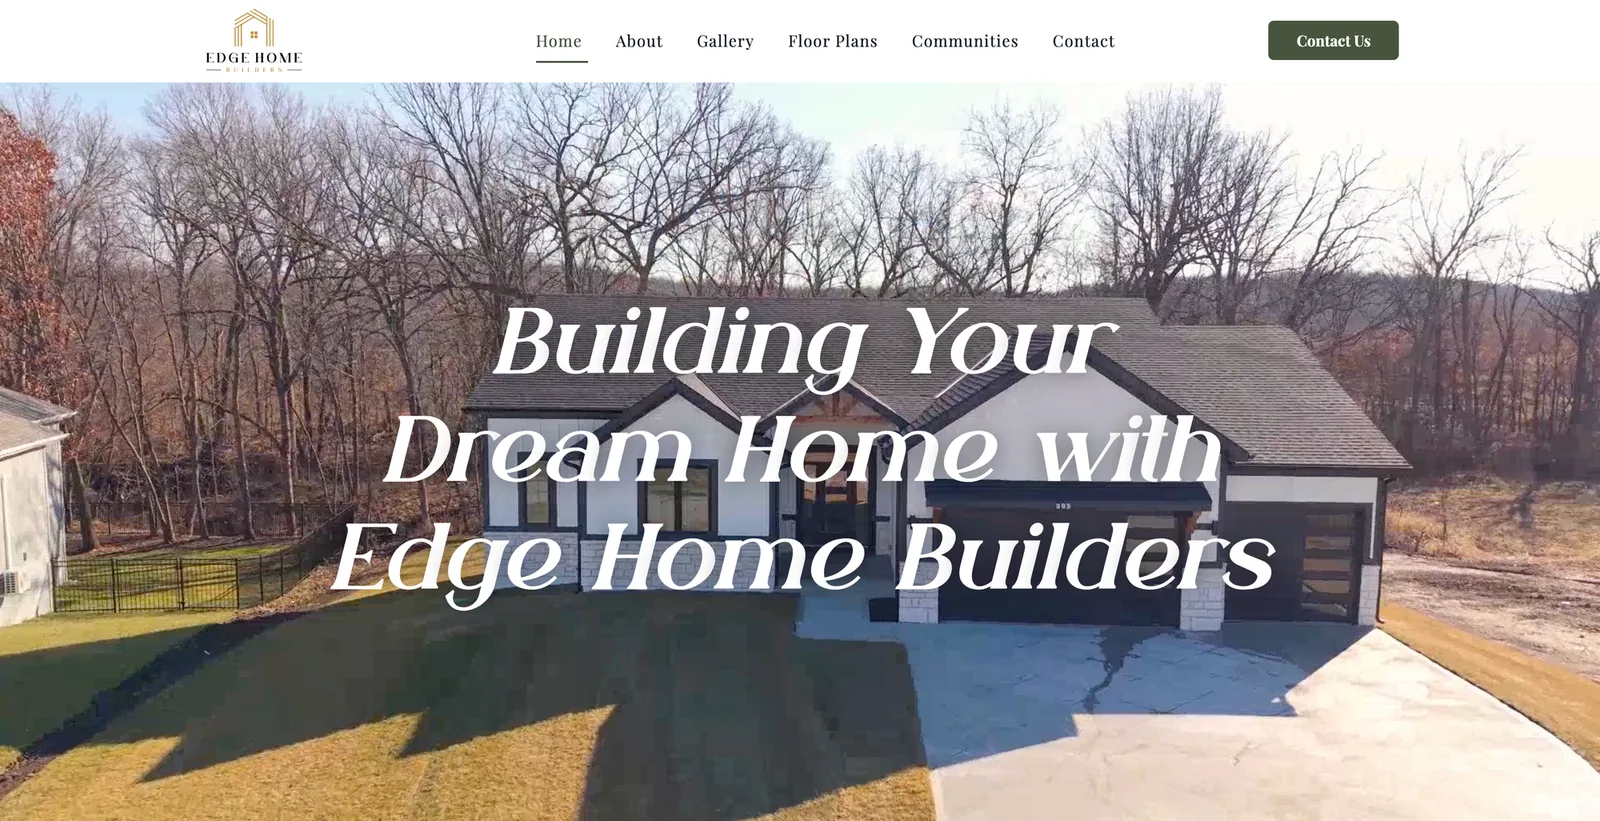 EDGE HOME
BUILDERS
Home
About
Gallery
Floor Plans
Communities
Contact
Contact Us
Building Your
Dream Home with
Edge Home Builders